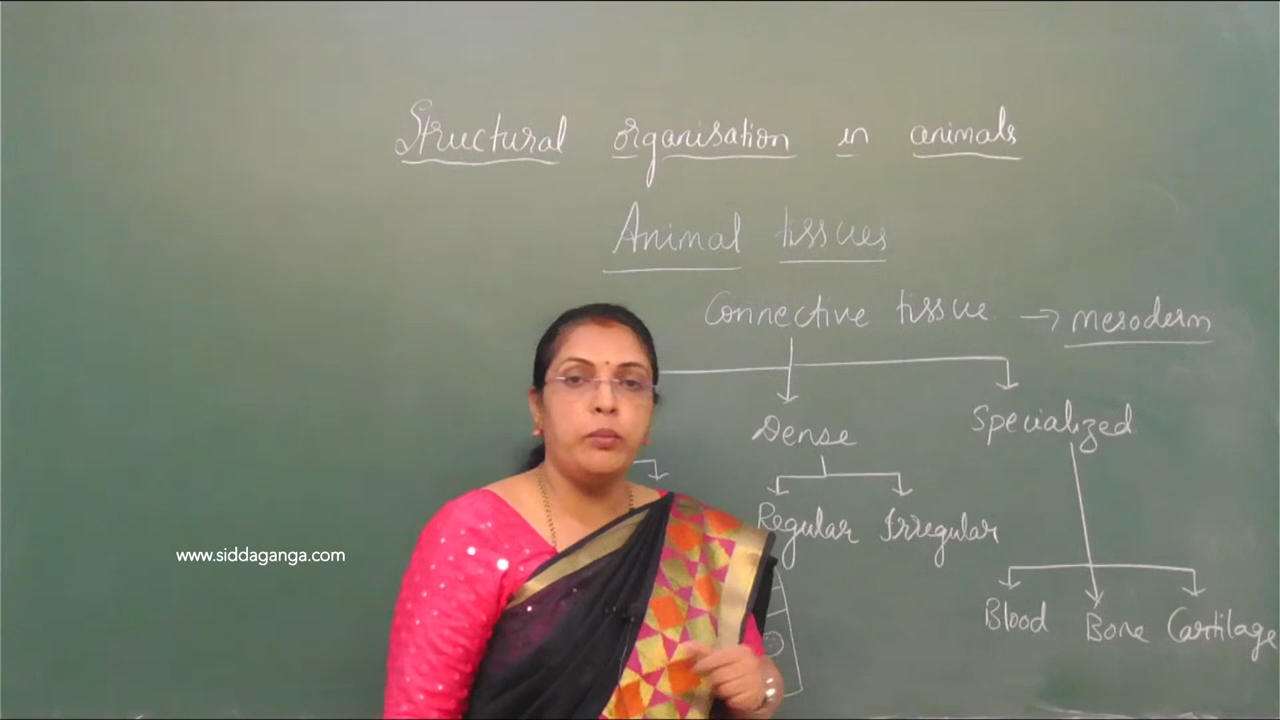 Structural organisation in animals
Animal tissues
Connective tissue → mesoderm
Dense
Specialized
Regular Irregular
www.siddaganga.com
Blood Bone Cartilage